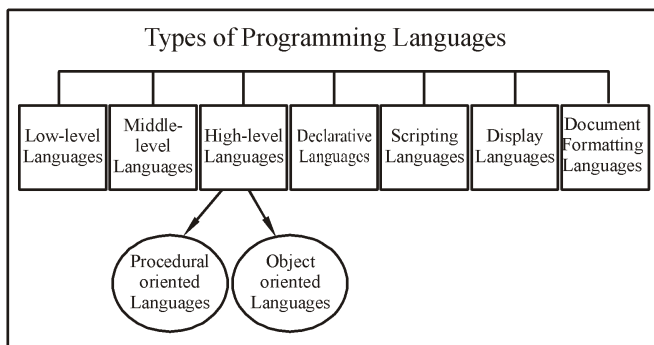 Types of Programming Languages
Low-level
Languages
Middle-
level
Languages
High-level
Languages
Declarative
Languages
Scripting
Languages
Display
Languages
Document
Formatting
Languages
Procedural
oriented
Languages
Object
oriented
Languages